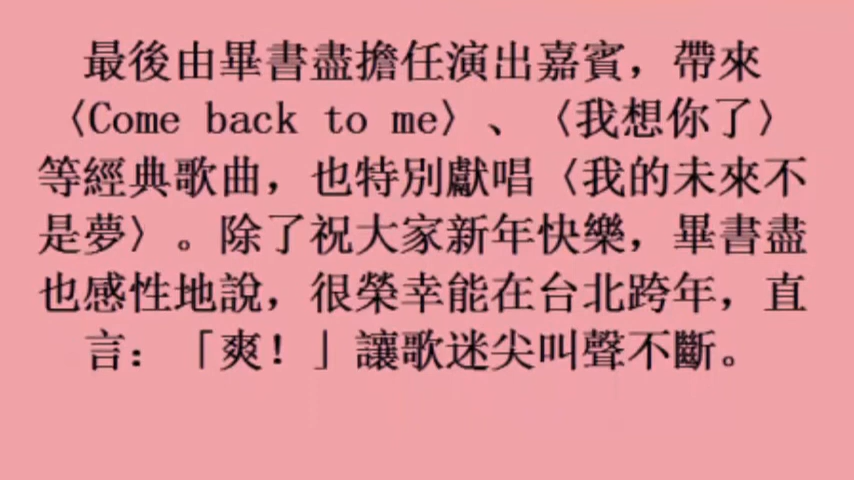 最後由畢書盡擔任演出嘉賓，帶來
〈Come back to me〉、〈我想你了〉
等經典歌曲，也特別獻唱〈我的未來不
是夢〉。除了祝大家新年快樂，畢書盡
也感性地說，很榮幸能在台北跨年，直
言：「爽！」讓歌迷尖叫聲不斷。